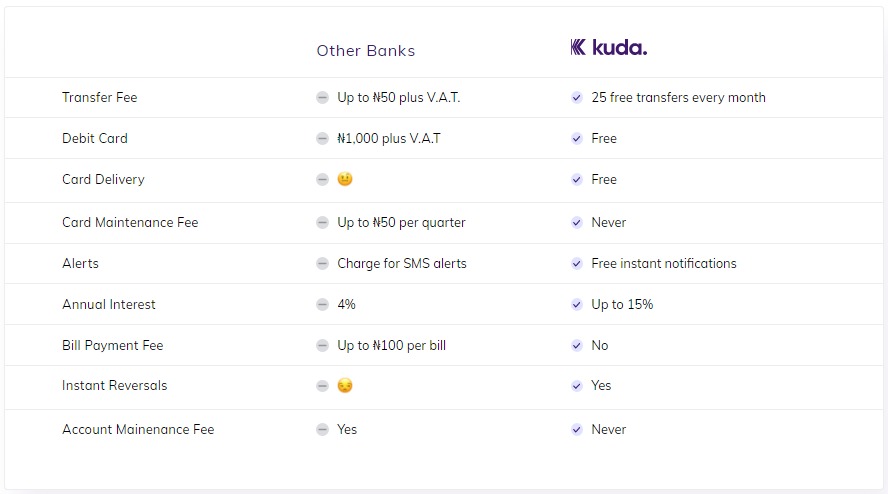 Other Banks kuda.
Transfer Fee Up to ₦50 plus V.A.T. 25 free transfers every month
Debit Card ₦1,000 plus V.A.T Free
Card Delivery 🤨 Free
Card Maintenance Fee Up to ₦50 per quarter Never
Alerts Charge for SMS alerts Free instant notifications
Annual Interest 4% Up to 15%
Bill Payment Fee Up to ₦100 per bill No
Instant Reversals 😒 Yes
Account Mainenance Fee Yes Never